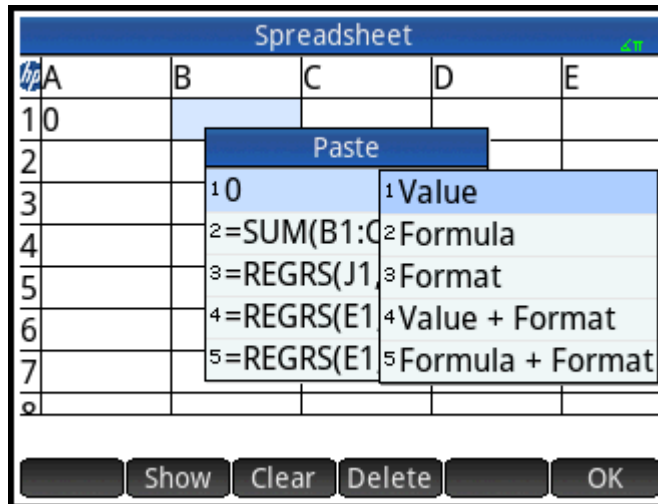 Spreadsheet
∡π
hp A B C D E
1 0
2
3
4
5
6
7
8
Paste
1 0
2 =SUM(B1:C
3 =REGRS(J1,
4 =REGRS(E1,
5 =REGRS(E1,
1 Value
2 Formula
3 Format
4 Value + Format
5 Formula + Format
Show Clear Delete OK